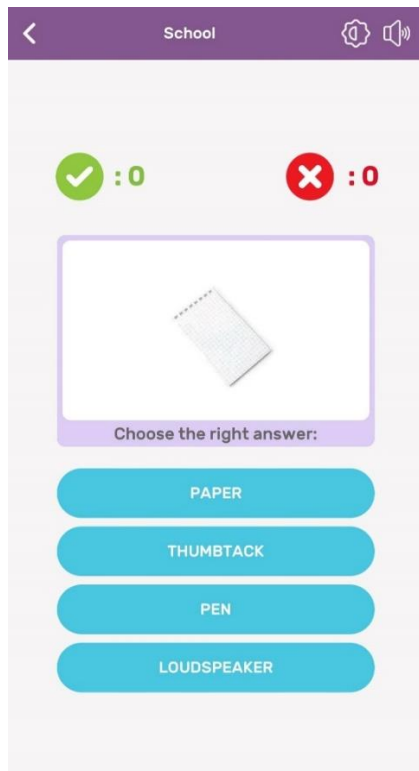 School
: 0
: 0
Choose the right answer:
PAPER
THUMBTACK
PEN
LOUDSPEAKER